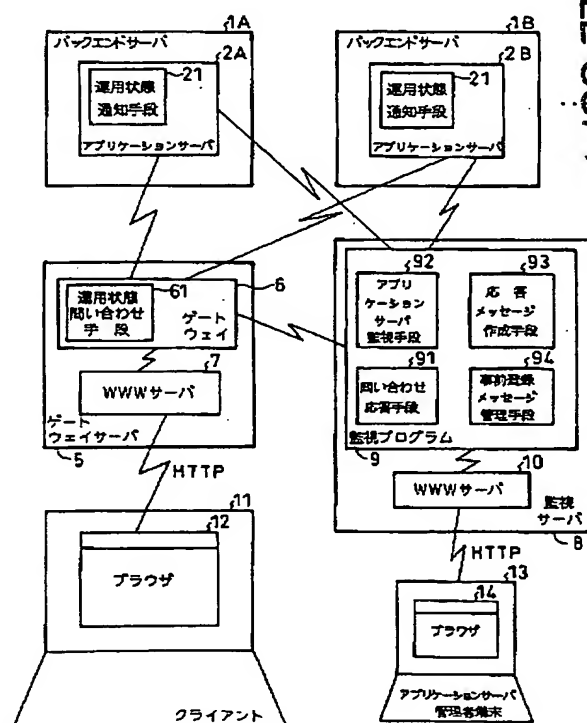 1A
バックエンドサーバ
2A
21
運用状態
通知手段
アプリケーションサーバ
1B
バックエンドサーバ
2B
21
運用状態
通知手段
アプリケーションサーバ
6
61
運用状態
問い合わせ
手段
ゲート
ウェイ
7
WWWサーバ
ゲート
ウェイサーバ
5
HTTP
92
アプリ
ケーション
サーバ
監視手段
93
応答
メッセージ
作成手段
91
問い合わせ
応答手段
94
事前登録
メッセージ
管理手段
監視プログラム
9
10
WWWサーバ
監視
サーバ
8
HTTP
11
12
ブラウザ
クライアント
13
14
ブラウザ
アプリケーションサーバ
管理者端末